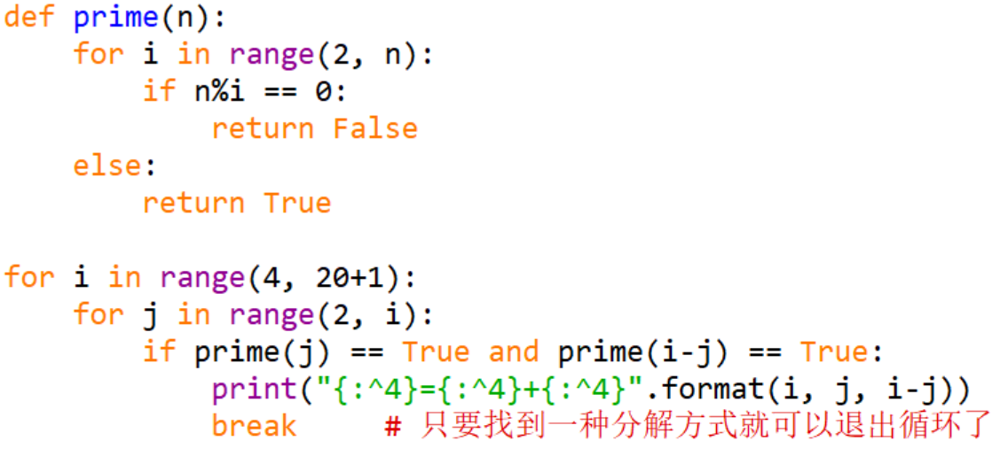 def prime(n):
    for i in range(2, n):
        if n%i == 0:
            return False
    else:
        return True

for i in range(4, 20+1):
    for j in range(2, i):
        if prime(j) == True and prime(i-j) == True:
            print("{:^4}={:^4}+{:^4}".format(i, j, i-j))
            break     # 只要找到一种分解方式就可以退出循环了